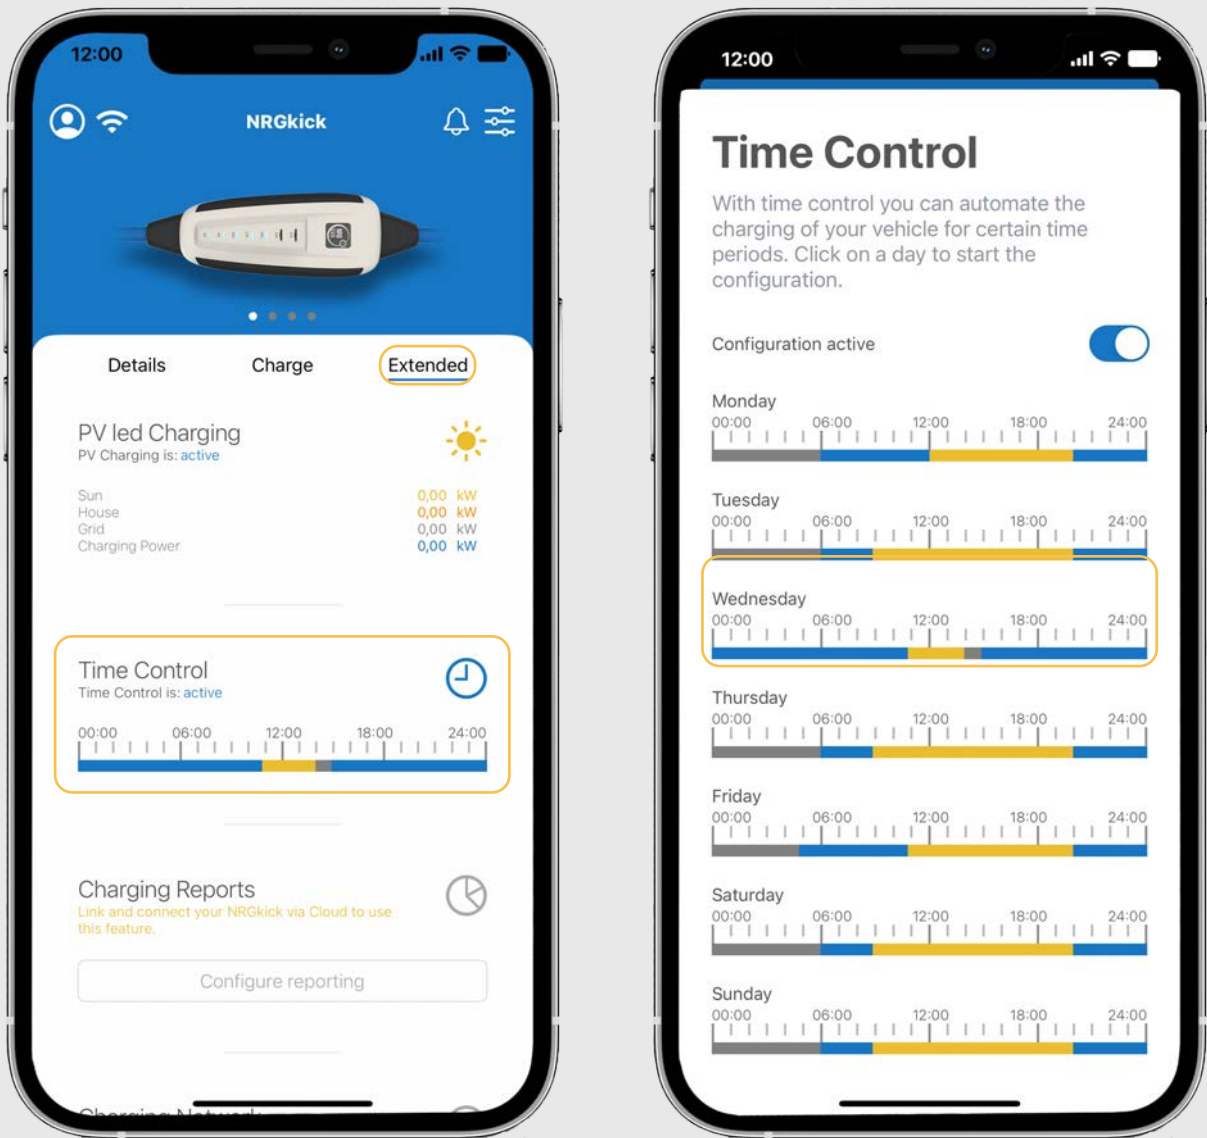 12:00
NRGkick
Details
Charge
Extended
PV led Charging
PV Charging is: active
Sun 0,00 kW
House 0,00 kW
Grid 0,00 kW
Charging Power 0,00 kW
Time Control
Time Control is: active
00:00 06:00 12:00 18:00 24:00
Charging Reports
Link and connect your NRGkick via Cloud to use
this feature.
Configure reporting
Charging Network
12:00
Time Control
With time control you can automate the
charging of your vehicle for certain time
periods. Click on a day to start the
configuration.
Configuration active
Monday
00:00 06:00 12:00 18:00 24:00
Tuesday
00:00 06:00 12:00 18:00 24:00
Wednesday
00:00 06:00 12:00 18:00 24:00
Thursday
00:00 06:00 12:00 18:00 24:00
Friday
00:00 06:00 12:00 18:00 24:00
Saturday
00:00 06:00 12:00 18:00 24:00
Sunday
00:00 06:00 12:00 18:00 24:00